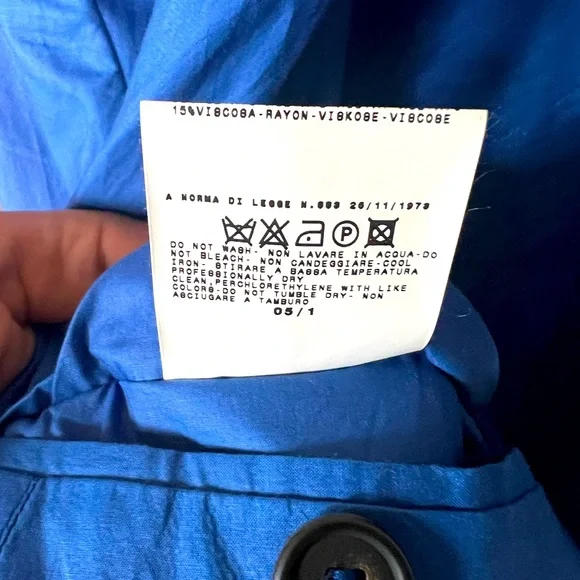 15%VISCOSA-RAYON-VISKOSE-VISCOSE
A NORMA DI LEGGE N.883 26/11/1973
P
DO NOT WASH- NON LAVARE IN ACQUA-DO
NOT BLEACH- NON CANDEGGIARE-COOL
IRON- STIRARE A BASSA TEMPERATURA
PROFESSIONALLY DRY
CLEAN,PERCHLORETHYLENE WITH LIKE
COLORS-DO NOT TUMBLE DRY- NON
ASCIUGARE A TAMBURO
05/1